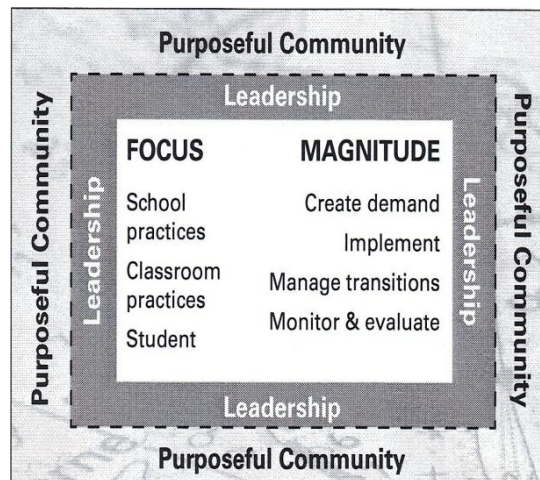 Purposeful Community
Leadership
Purposeful Community
Leadership
FOCUS
School
practices
Classroom
practices
Student
MAGNITUDE
Create demand
Implement
Manage transitions
Monitor & evaluate
Leadership
Purposeful Community
Leadership
Purposeful Community